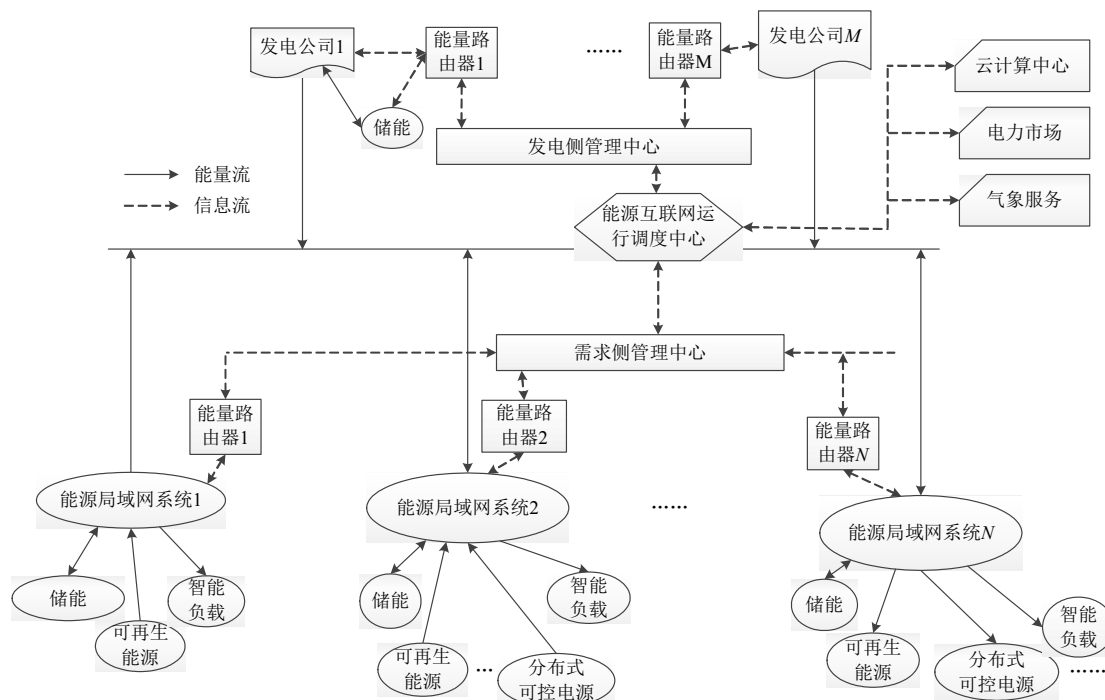 发电公司1
能量路
由器1
……
能量路
由器M
发电公司M
云计算中心
储能
发电侧管理中心
电力市场
能量流
信息流
能源互联网运
行调度中心
气象服务
需求侧管理中心
能量路
由器1
能量路
由器2
能量路
由器N
能源局域网系统1
能源局域网系统2
……
能源局域网系统N
储能
可再生
能源
智能
负载
储能
可再生
能源
…
分布式
可控电源
智能
负载
储能
可再生
能源
分布式
可控电源
智能
负载
……